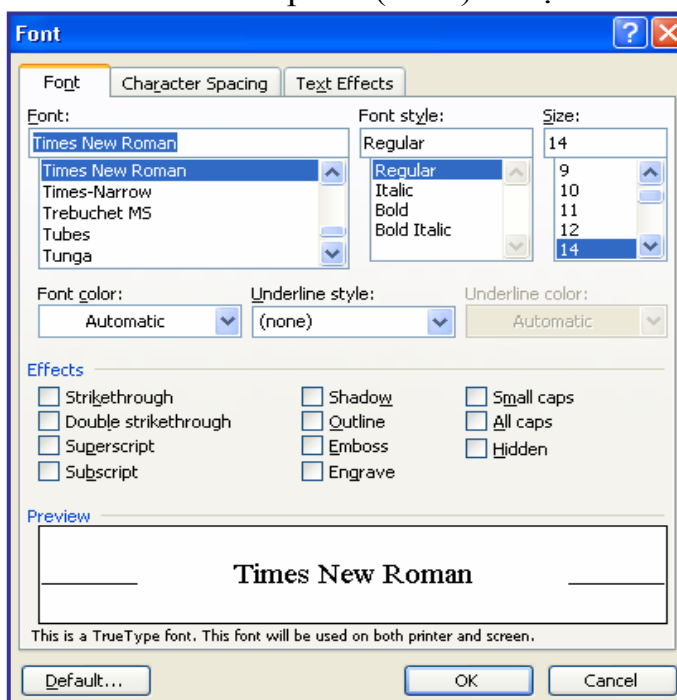 Font
Font Character Spacing Text Effects
Font: Font style: Size:
Times New Roman Regular 14
Times New Roman Regular 9
Times-Narrow Italic 10
Trebuchet MS Bold 11
Tubes Bold Italic 12
Tunga 14
Font color: Underline style: Underline color:
Automatic (none) Automatic
Effects
Strikethrough Shadow Small caps
Double strikethrough Outline All caps
Superscript Emboss Hidden
Subscript Engrave
Preview
Times New Roman
This is a TrueType font. This font will be used on both printer and screen.
Default... OK Cancel